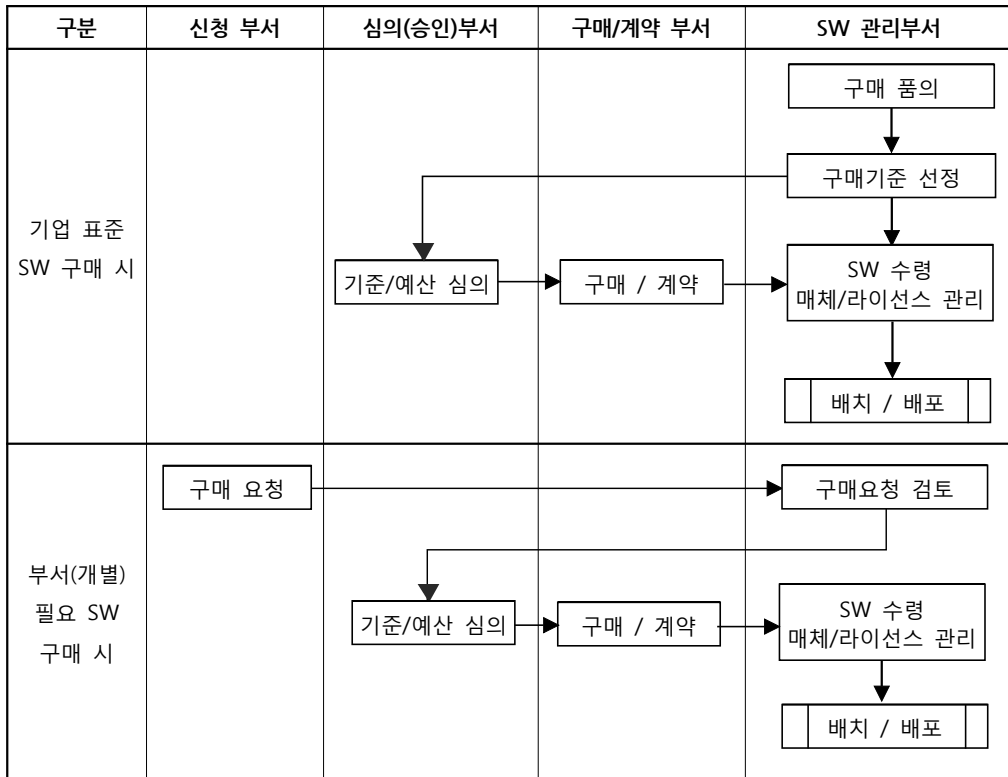 구분 신청 부서 심의(승인)부서 구매/계약 부서 SW 관리부서
기업 표준
SW 구매 시
구매 품의
구매기준 선정
기준/예산 심의
구매 / 계약
SW 수령
매체/라이선스 관리
배치 / 배포
부서(개별)
필요 SW
구매 시
구매 요청
구매요청 검토
기준/예산 심의
구매 / 계약
SW 수령
매체/라이선스 관리
배치 / 배포